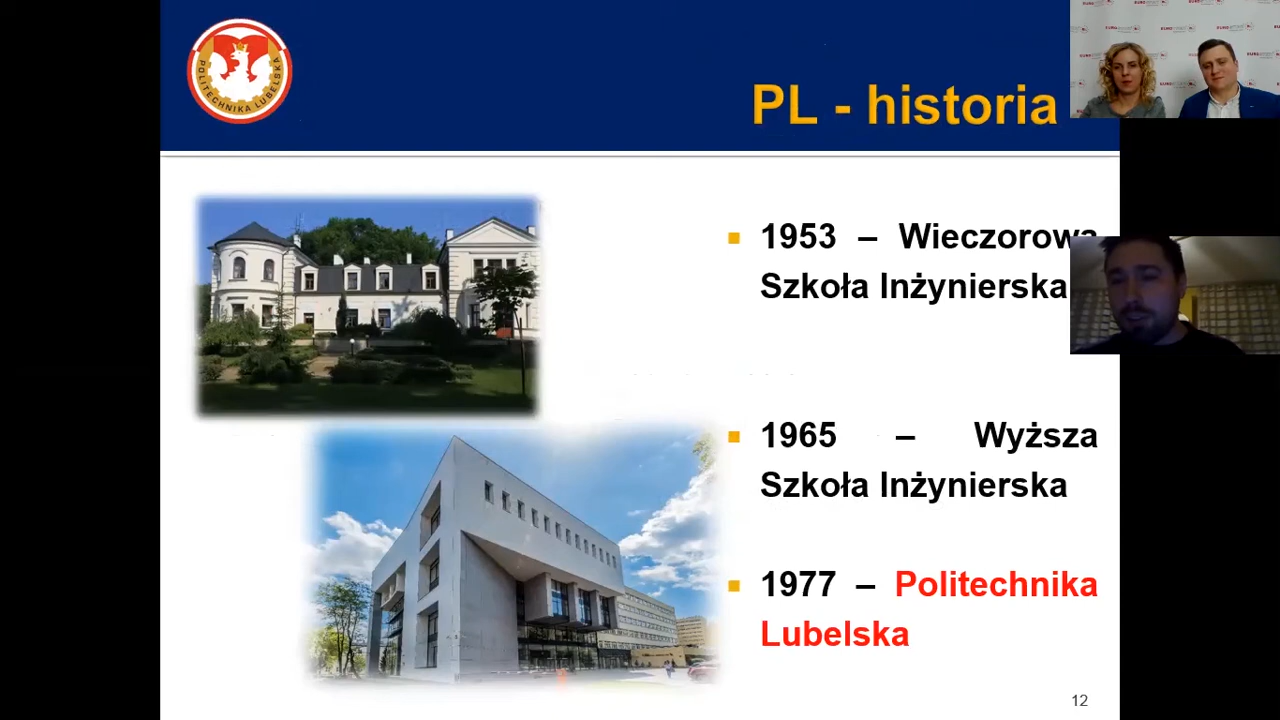 POLITECHNIKA LUBELSKA
PL - historia
1953 – Wieczorowa
Szkoła Inżynierska
1965 – Wyższa
Szkoła Inżynierska
1977 – Politechnika
Lubelska
12